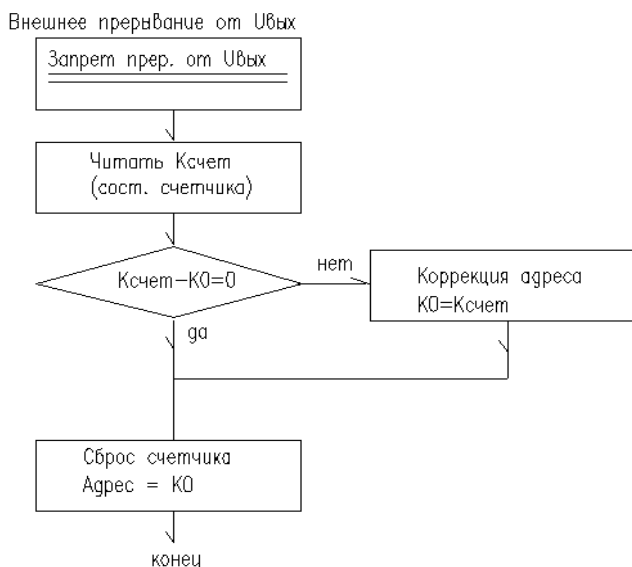 Внешнее прерывание от Uвых
Запрет прер. от Uвых
Читать Kсчет
(сост. счетчика)
Kсчет-K0=0
нет
Коррекция адреса
K0=Kсчет
да
Сброс счетчика
Адрес = K0
конец